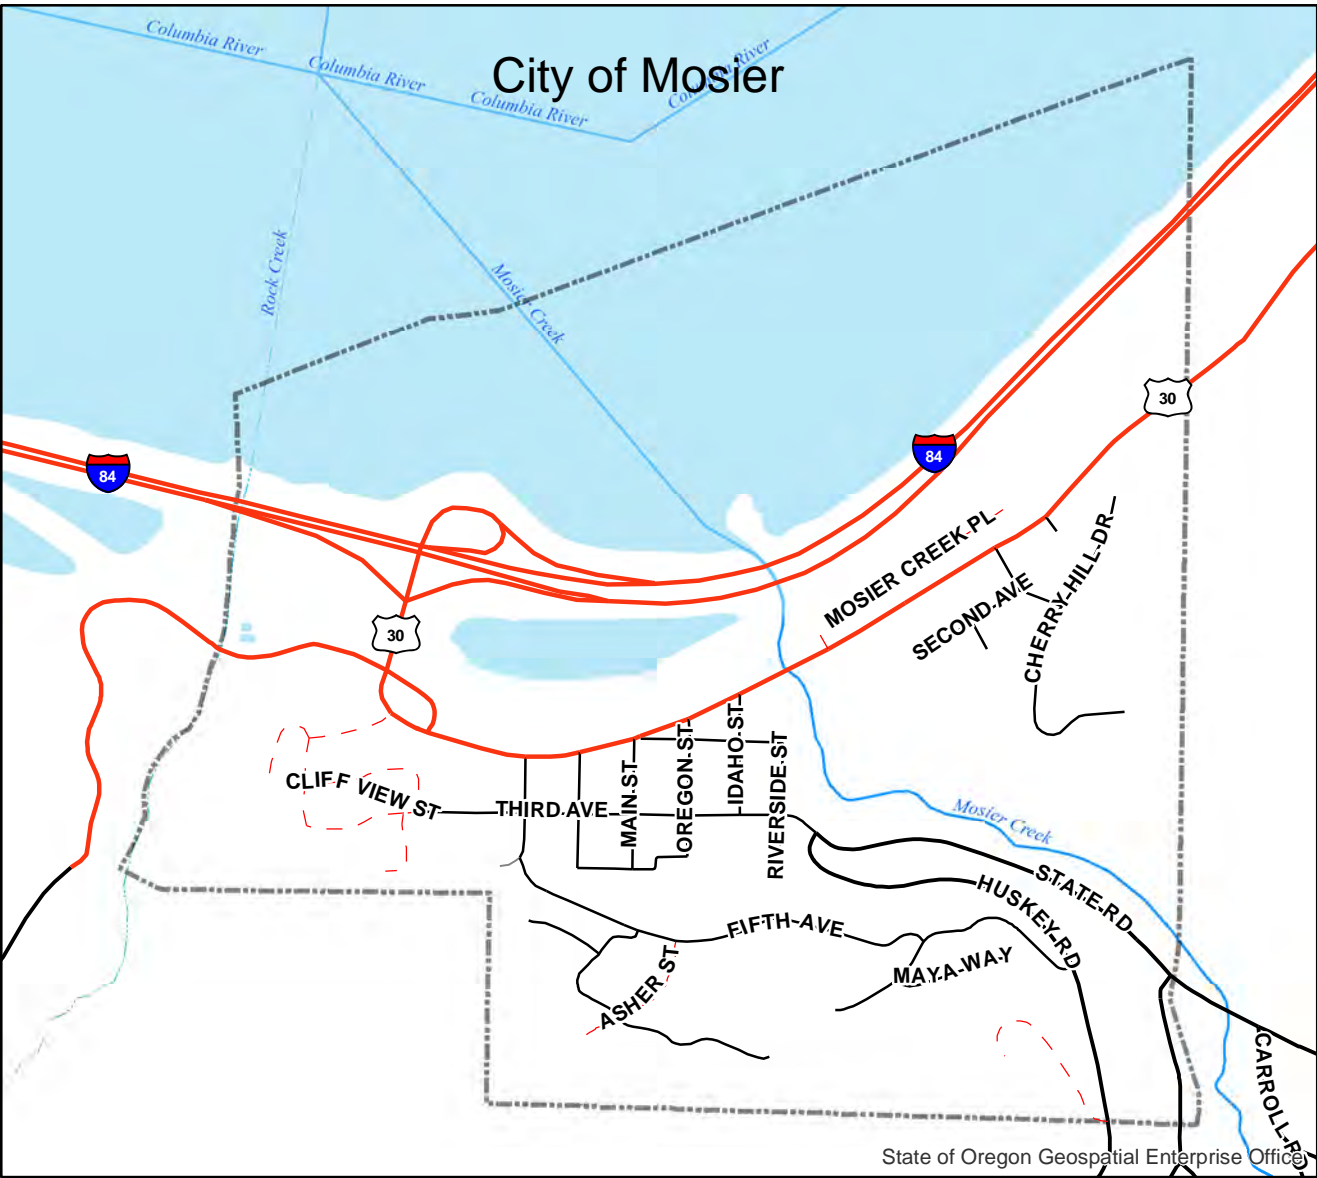 Columbia River
Columbia River
Columbia River
Columbia River
City of Mosier
Rock Creek
Mosier Creek
30
84
84
MOSIER CREEK PL
SECOND AVE
CHERRY HILL DR
30
CLIFF VIEW ST
THIRD AVE
MAIN ST
OREGON ST
IDAHO ST
RIVERSIDE ST
Mosier Creek
STATE RD
HUSKEY RD
FIFTH AVE
MAYA WAY
ASHER ST
CARROLL RD
State of Oregon Geospatial Enterprise Office